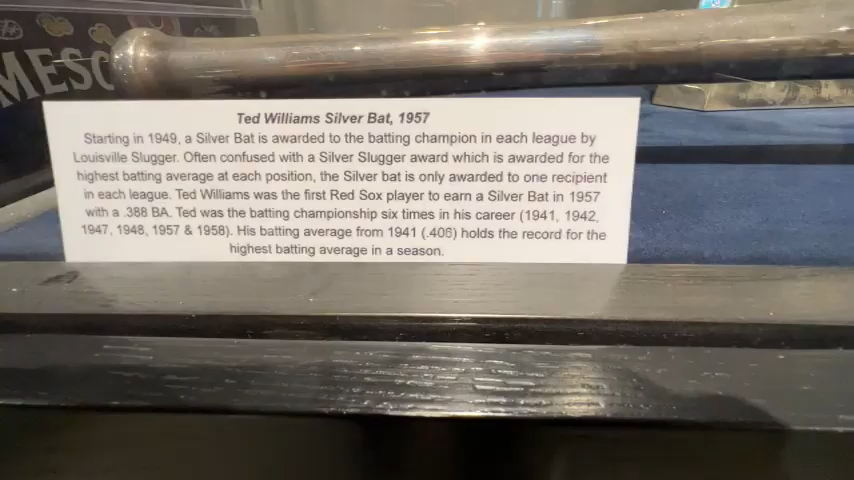 MESC
Ted Williams Silver Bat, 1957
Starting in 1949, a Silver Bat is awarded to the batting champion in each league by
Louisville Slugger. Often confused with a Silver Slugger award which is awarded for the
highest batting average at each position, the Silver bat is only awarded to one recipient
in each league. Ted Williams was the first Red Sox player to earn a Silver Bat in 1957
with a .388 BA. Ted was the batting championship six times in his career (1941, 1942,
1947, 1948, 1957 & 1958). His batting average from 1941 (.406) holds the record for the
highest batting average in a season.